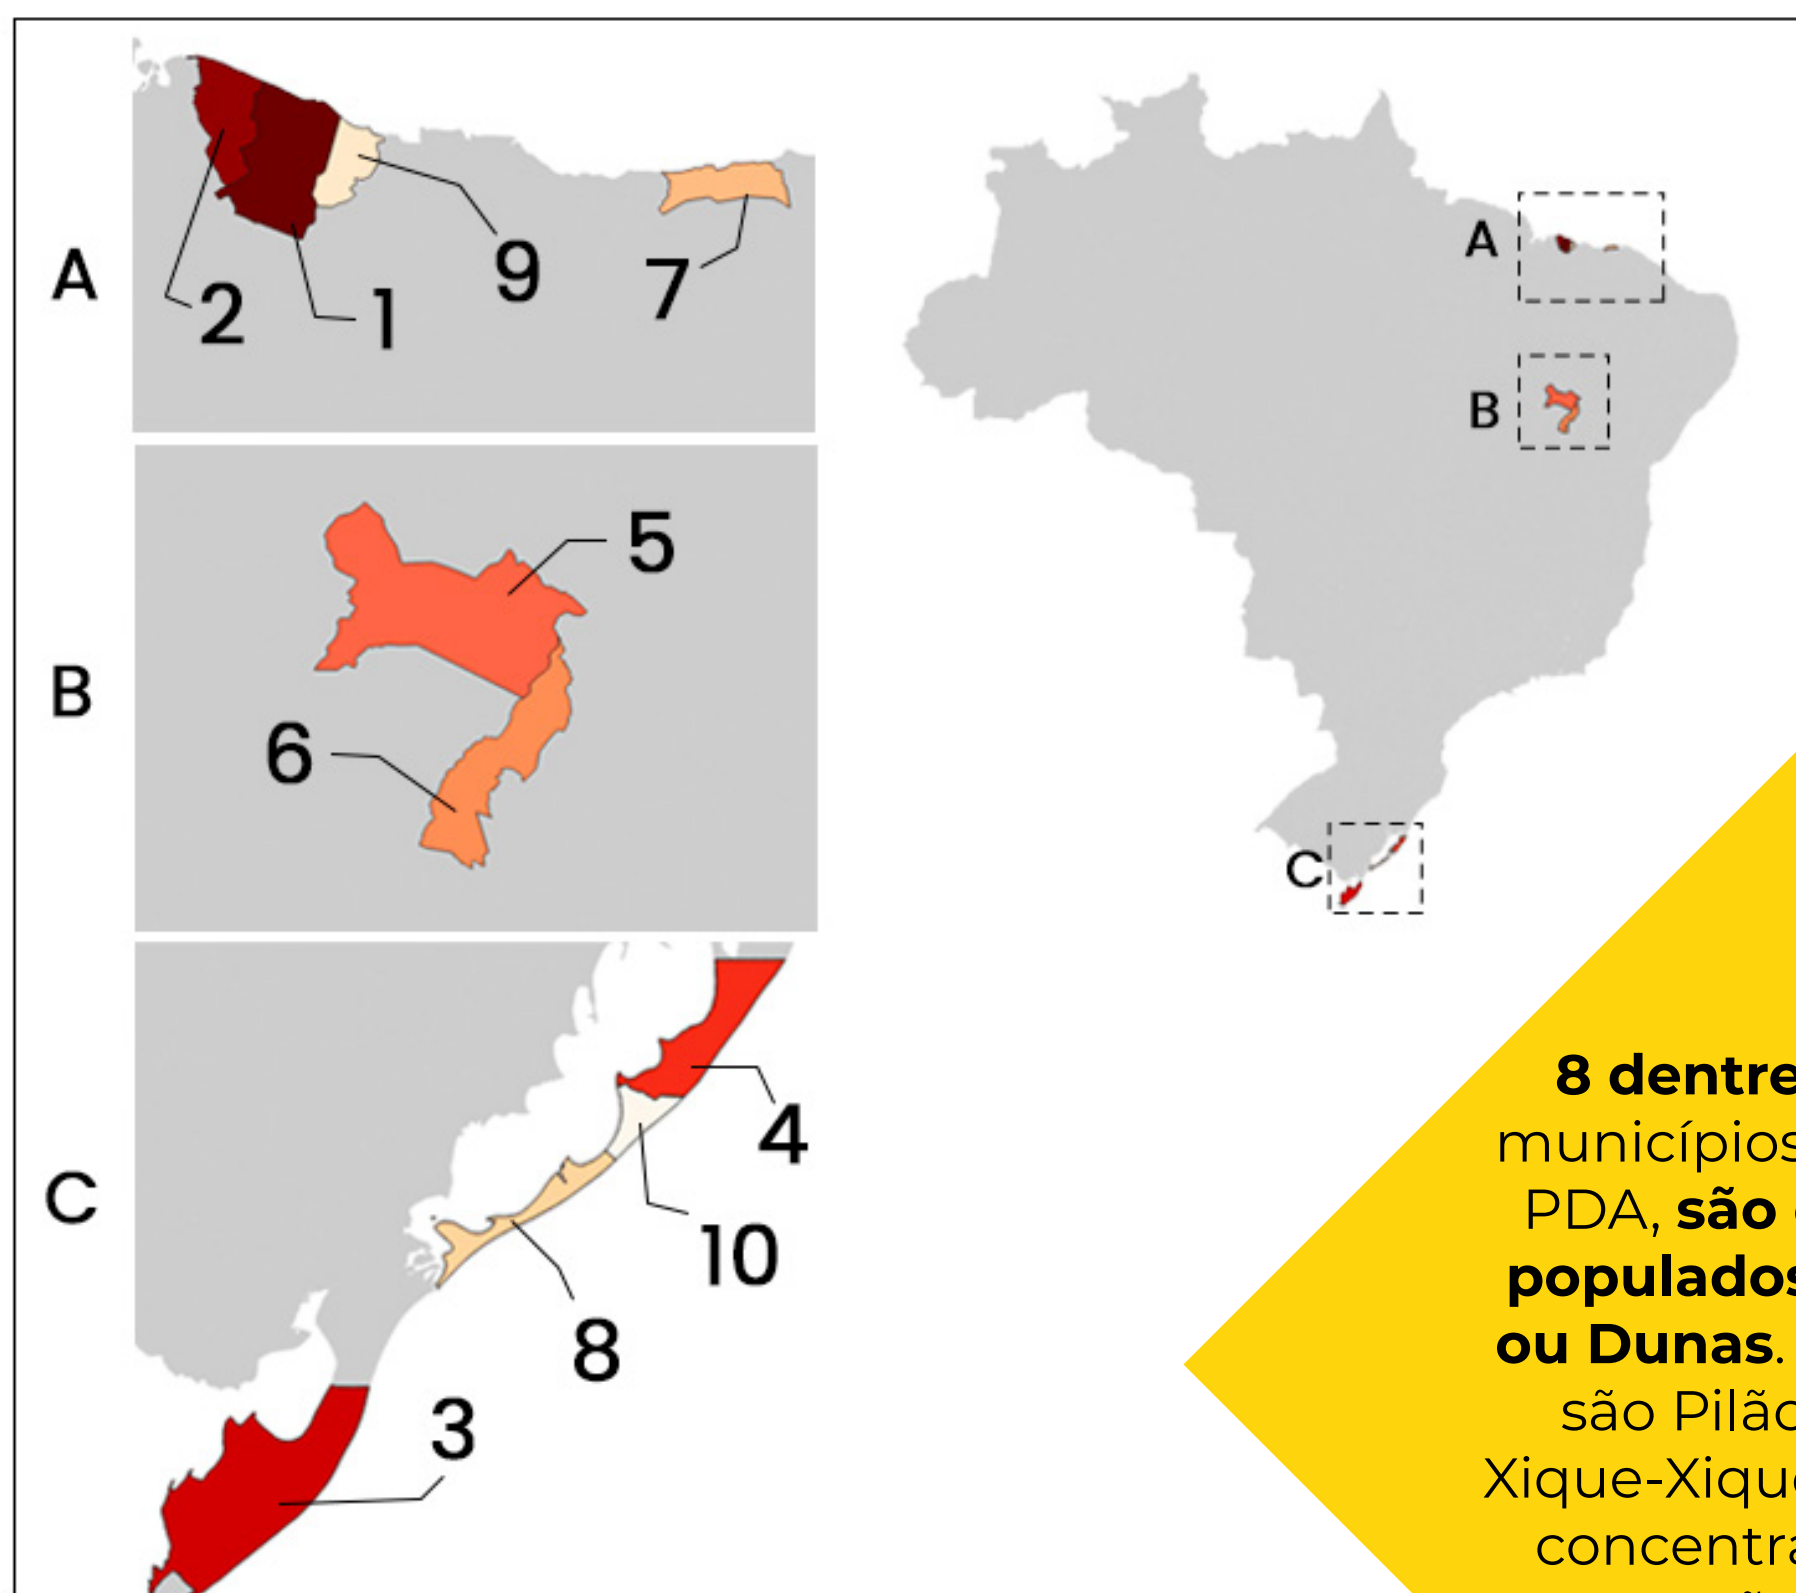 A
2
1
9
7
B
5
6
C
4
10
8
3
A
B
C
8 dentre
municípios
PDA, são
populados
ou Dunas.
são Pilão
Xique-Xique
concentra